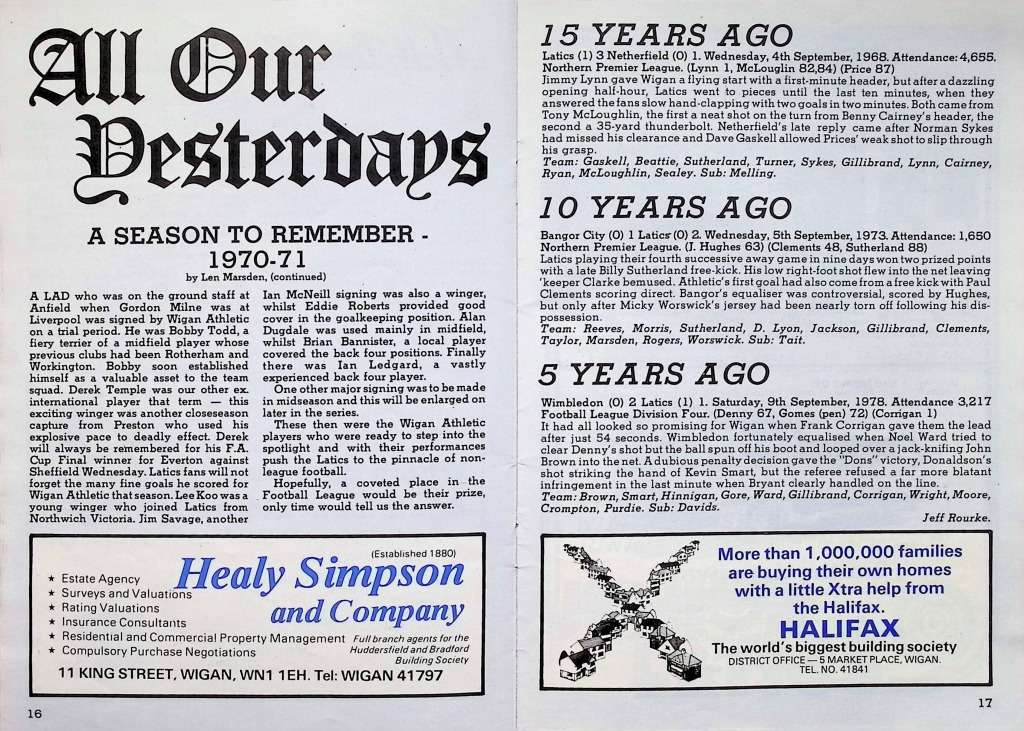 All Our
Yesterdays
A SEASON TO REMEMBER -
1970-71
by Len Marsden, (continued)
A LAD who was on the ground staff at
Anfield when Gordon Milne was at
Liverpool was signed by Wigan Athletic
on a trial period. He was Bobby Todd, a
fiery terrier of a midfield player whose
previous clubs had been Rotherham and
Workington. Bobby soon established
himself as a valuable asset to the team
squad. Derek Temple was our other ex.
international player that term — this
exciting winger was another closeseason
capture from Preston who used his
explosive pace to deadly effect. Derek
will always be remembered for his F.A.
Cup Final winner for Everton against
Sheffield Wednesday. Latics fans will not
forget the many fine goals he scored for
Wigan Athletic that season. Lee Koo was a
young winger who joined Latics from
Northwich Victoria. Jim Savage, another
Ian McNeill signing was also a winger,
whilst Eddie Roberts provided good
cover in the goalkeeping position. Alan
Dugdale was used mainly in midfield,
whilst Brian Bannister, a local player
covered the back four positions. Finally
there was Ian Ledgard, a vastly
experienced back four player.
One other major signing was to be made
in midseason and this will be enlarged on
later in the series.
These then were the Wigan Athletic
players who were ready to step into the
spotlight and with their performances
push the Latics to the pinnacle of non-
league football.
Hopefully, a coveted place in the
Football League would be their prize,
only time would tell us the answer.
(Established 1880)
Healy Simpson
and Company
★ Estate Agency
★ Surveys and Valuations
★ Rating Valuations
★ Insurance Consultants
★ Residential and Commercial Property Management
★ Compulsory Purchase Negotiations
Full branch agents for the
Huddersfield and Bradford
Building Society
11 KING STREET, WIGAN, WN1 1EH. Tel: WIGAN 41797
16
15 YEARS AGO
Latics (1) 3 Netherfield (0) 1. Wednesday, 4th September, 1968. Attendance: 4,655.
Northern Premier League. (Lynn 1, McLouglin 82,84) (Price 87)
Jimmy Lynn gave Wigan a flying start with a first-minute header, but after a dazzling
opening half-hour, Latics went to pieces until the last ten minutes, when they
answered the fans slow hand-clapping with two goals in two minutes. Both came from
Tony McLoughlin, the first a neat shot on the turn from Benny Cairney's header, the
second a 35-yard thunderbolt. Netherfield's late reply came after Norman Sykes
had missed his clearance and Dave Gaskell allowed Prices' weak shot to slip through
his grasp.
Team: Gaskell, Beattie, Sutherland, Turner, Sykes, Gillibrand, Lynn, Cairney,
Ryan, McLoughlin, Sealey. Sub: Melling.
10 YEARS AGO
Bangor City (0) 1 Latics (0) 2. Wednesday, 5th September, 1973. Attendance: 1,650
Northern Premier League. (J. Hughes 63) (Clements 48, Sutherland 88)
Latics playing their fourth successive away game in nine days won two prized points
with a late Billy Sutherland free-kick. His low right-foot shot flew into the net leaving
'keeper Clarke bemused. Athletic's first goal had also come from a free kick with Paul
Clements scoring direct. Bangor's equaliser was controversial, scored by Hughes,
but only after Micky Worswick's jersey had been nearly torn off following his dis-
possession.
Team: Reeves, Morris, Sutherland, D. Lyon, Jackson, Gillibrand, Clements,
Taylor, Marsden, Rogers, Worswick. Sub: Tait.
5 YEARS AGO
Wimbledon (0) 2 Latics (1) 1. Saturday, 9th September, 1978. Attendance 3,217
Football League Division Four. (Denny 67, Gomes (pen) 72) (Corrigan 1)
It had all looked so promising for Wigan when Frank Corrigan gave them the lead
after just 54 seconds. Wimbledon fortunately equalised when Noel Ward tried to
clear Denny's shot but the ball spun off his boot and looped over a jack-knifing John
Brown into the net. A dubious penalty decision gave the "Dons" victory, Donaldson's
shot striking the hand of Kevin Smart, but the referee refused a far more blatant
infringement in the last minute when Bryant clearly handled on the line.
Team: Brown, Smart, Hinnigan, Gore, Ward, Gillibrand, Corrigan, Wright, Moore,
Crompton, Purdie. Sub: Davids.
Jeff Rourke.
More than 1,000,000 families
are buying their own homes
with a little Xtra help from
the Halifax.
HALIFAX
The world's biggest building society
DISTRICT OFFICE — 5 MARKET PLACE, WIGAN.
TEL. NO. 41841
17